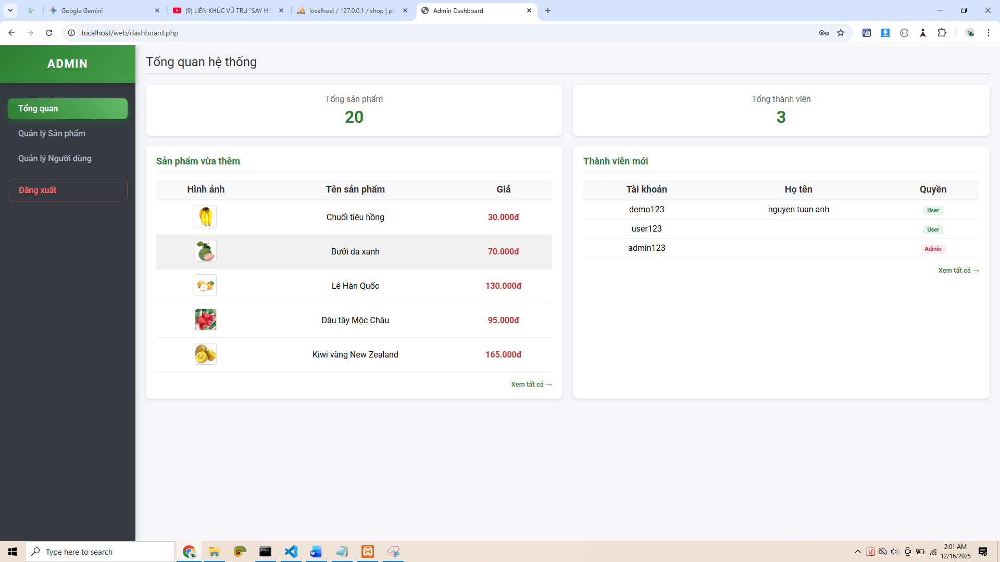 Google Gemini
(9) LIÊN KHÚC VŨ TRỤ "SAY HI"
localhost / 127.0.0.1 / shop | ph
Admin Dashboard
localhost/web/dashboard.php
ADMIN
Tổng quan
Quản lý Sản phẩm
Quản lý Người dùng
Đăng xuất
Tổng quan hệ thống
Tổng sản phẩm
20
Tổng thành viên
3
Sản phẩm vừa thêm
Hình ảnh Tên sản phẩm Giá
Chuối tiêu hồng 30.000đ
Bưởi da xanh 70.000đ
Lê Hàn Quốc 130.000đ
Dâu tây Mộc Châu 95.000đ
Kiwi vàng New Zealand 165.000đ
Xem tất cả →
Thành viên mới
Tài khoản Họ tên Quyền
demo123 nguyen tuan anh User
user123 User
admin123 Admin
Xem tất cả →
Type here to search
2:01 AM
12/16/2025